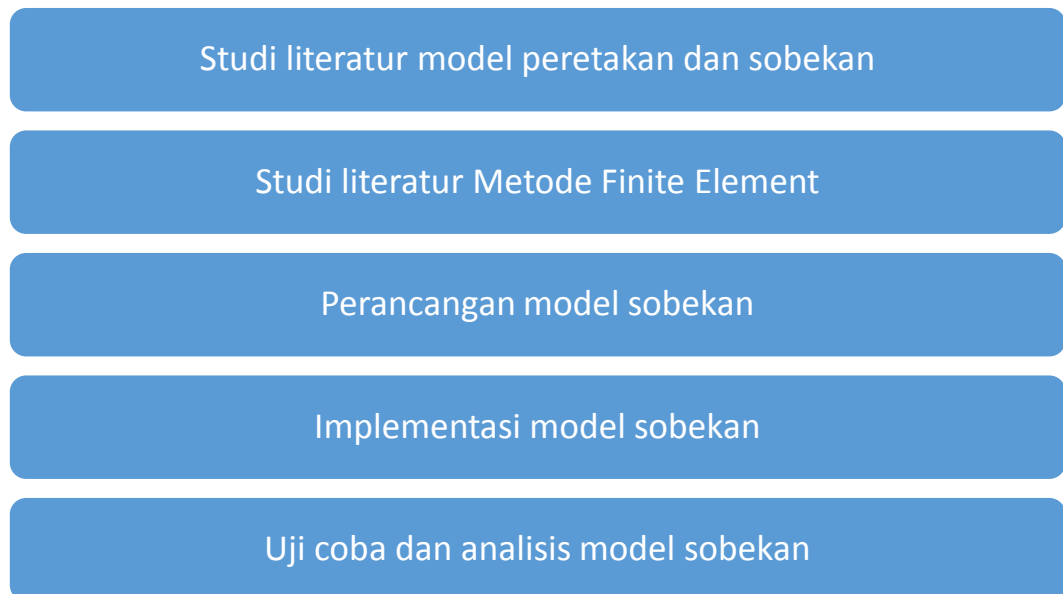 Studi literatur model peretakan dan sobekan
Studi literatur Metode Finite Element
Perancangan model sobekan
Implementasi model sobekan
Uji coba dan analisis model sobekan